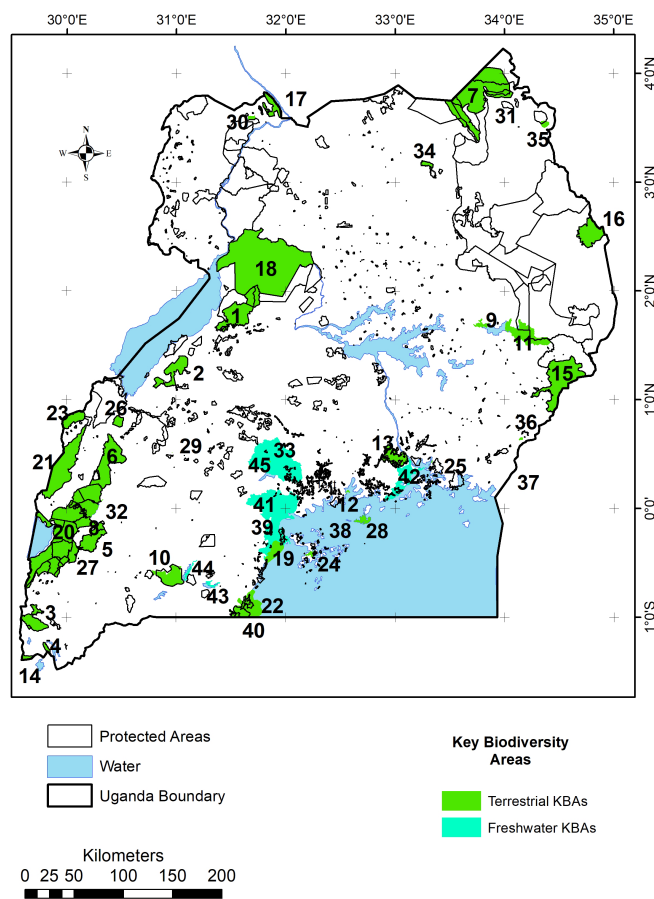 30°0'E 31°0'E 32°0'E 33°0'E 34°0'E 35°0'E
4°0'N
17
7
30
31
35
N
W E
S
34
3°0'N
16
18
2°0'N
1
9
11
2
15
1°0'N
26
23
36
13
29
33
6
21
45
42
25
37
41
12
32
0°0'
20
8
39
38
28
5
19
24
10
44
27
43
22
3
40
1°0'S
4
14
Protected Areas
Water
Uganda Boundary
Key Biodiversity
Areas
Terrestrial KBAs
Freshwater KBAs
Kilometers
0 25 50 100 150 200